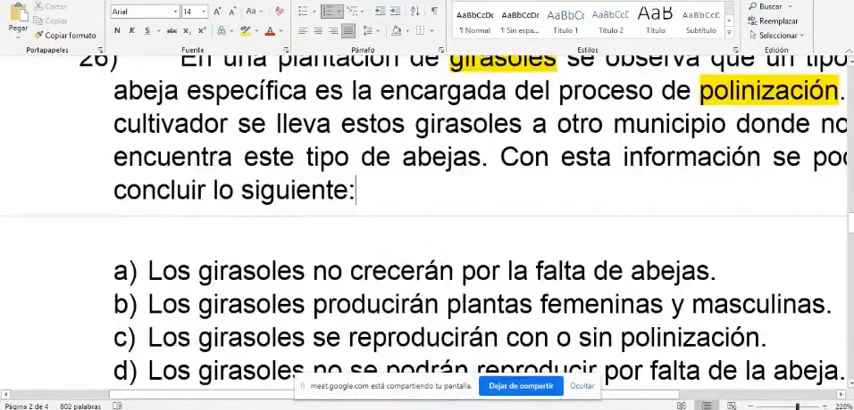 Cortar
Copiar
Copiar formato
Pegar
Portapapeles
Arial
14
N
K
S
Fuente
Párrafo
AaBbCcDc
¶ Normal
AaBbCcDc
¶ Sin espa...
AaBbCc
Título 1
AaBbCcD
Título 2
AaB
Título
AaBbCcD
Subtítulo
Estilos
Buscar
Reemplazar
Seleccionar
Edición
26) En una plantación de girasoles se observa que un tipo
abeja específica es la encargada del proceso de polinización.
cultivador se lleva estos girasoles a otro municipio donde no
encuentra este tipo de abejas. Con esta información se
concluir lo siguiente:
a) Los girasoles no crecerán por la falta de abejas.
b) Los girasoles producirán plantas femeninas y masculinas.
c) Los girasoles se reproducirán con o sin polinización.
d) Los girasoles no se podrán reproducir por falta de la abeja.
meet.google.com está compartiendo tu pantalla.
Dejar de compartir
Ocultar
Página 2 de 4
802 palabras
228%